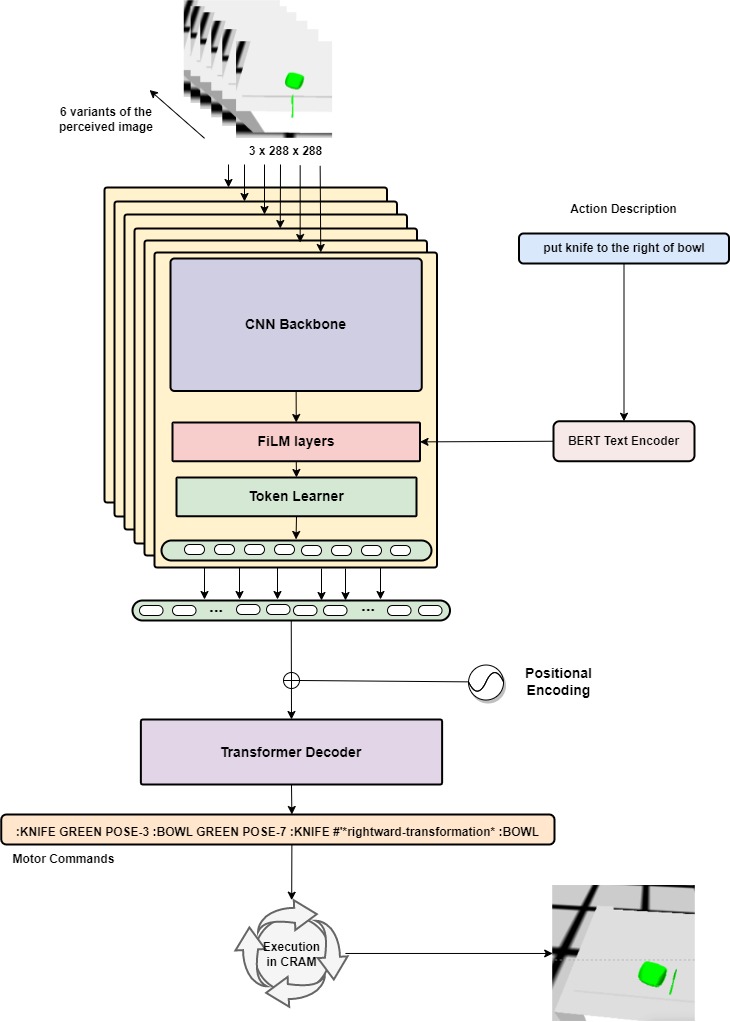 6 variants of the
perceived image
3 x 288 x 288
Action Description
put knife to the right of bowl
CNN Backbone
FiLM layers
BERT Text Encoder
Token Learner
...
...
Positional
Encoding
Transformer Decoder
:KNIFE GREEN POSE-3 :BOWL GREEN POSE-7 :KNIFE #'*rightward-transformation* :BOWL
Motor Commands
Execution
in CRAM